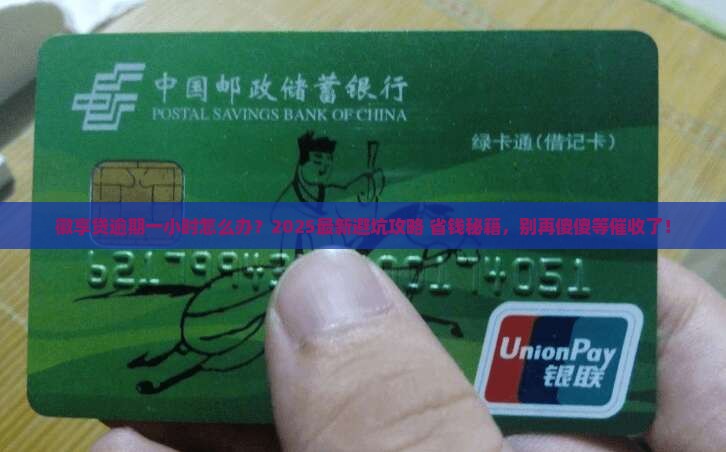 中国邮政储蓄银行
POSTAL SAVINGS BANK OF CHINA
绿卡通(借记卡)
享贷逾期一小时怎么办？2025最新避坑攻略 省钱秘籍，别再傻傻等催收了！
UnionPay
银联